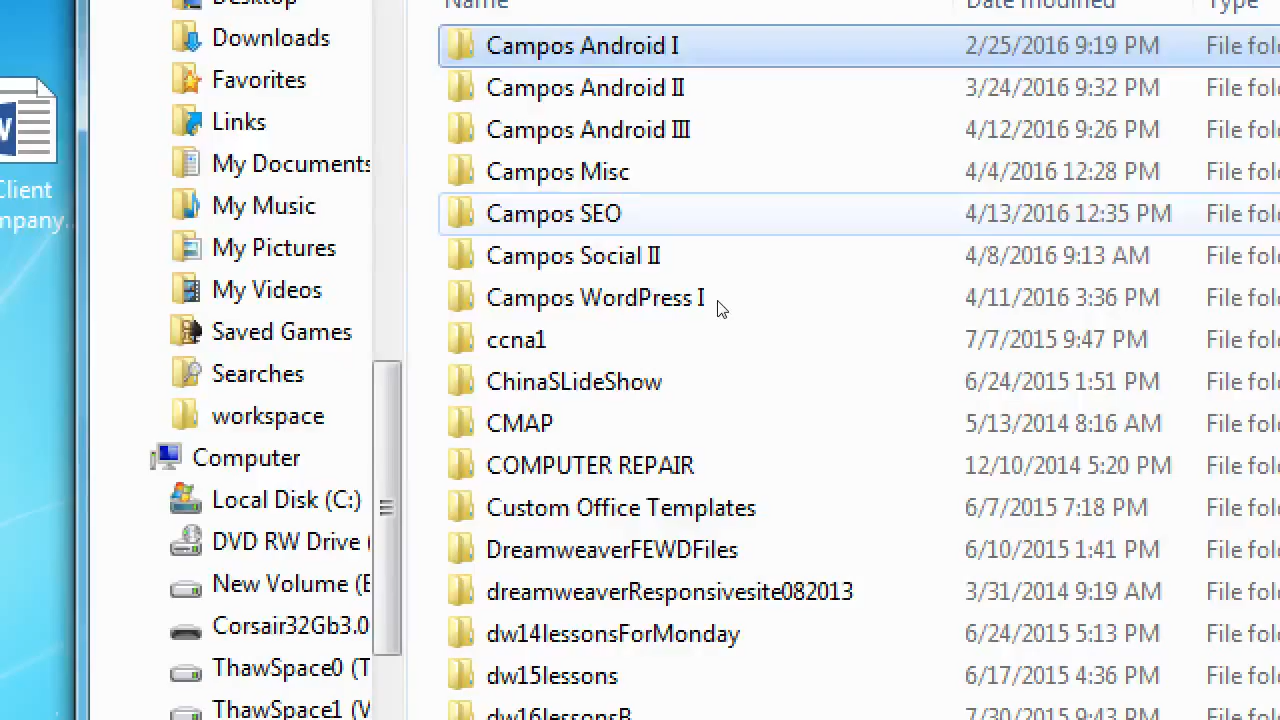 Desktop
Downloads
Favorites
Links
My Documents
My Music
My Pictures
My Videos
Saved Games
Searches
workspace
Computer
Local Disk (C:)
DVD RW Drive (
New Volume (E
Corsair32Gb3.0
ThawSpace0 (T
ThawSpace1 (V
W
Client
mpany...
Name Date modified Type
Campos Android I 2/25/2016 9:19 PM File fol
Campos Android II 3/24/2016 9:32 PM File fol
Campos Android III 4/12/2016 9:26 PM File fol
Campos Misc 4/4/2016 12:28 PM File fol
Campos SEO 4/13/2016 12:35 PM File fol
Campos Social II 4/8/2016 9:13 AM File fol
Campos WordPress I 4/11/2016 3:36 PM File fol
ccna1 7/7/2015 9:47 PM File fol
ChinaSLideShow 6/24/2015 1:51 PM File fol
CMAP 5/13/2014 8:16 AM File fol
COMPUTER REPAIR 12/10/2014 5:20 PM File fol
Custom Office Templates 6/7/2015 7:18 PM File fol
DreamweaverFEWDFiles 6/10/2015 1:41 PM File fol
dreamweaverResponsivesite082013 3/31/2014 9:19 AM File fol
dw14lessonsForMonday 6/24/2015 5:13 PM File fol
dw15lessons 6/17/2015 4:36 PM File fol
dw16lessonsB 7/30/2015 9:43 PM File fol